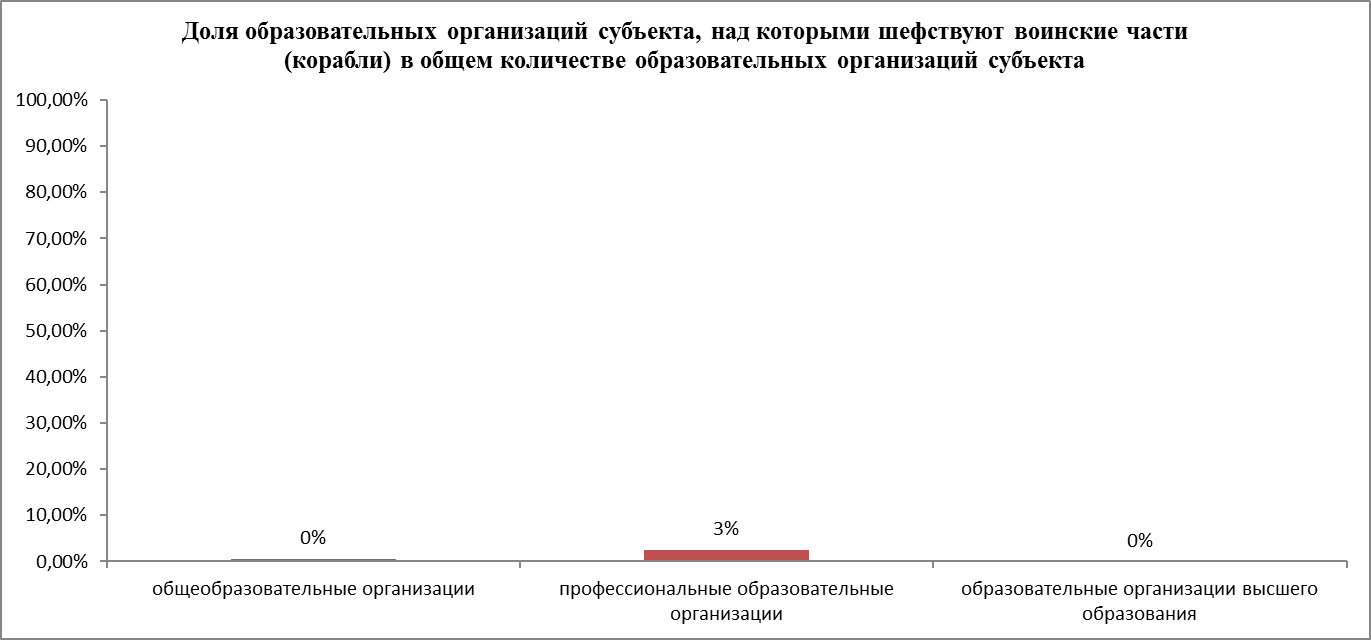 Доля образовательных организаций субъекта, над которыми шефствуют воинские части
(корабли) в общем количестве образовательных организаций субъекта
100,00%
90,00%
80,00%
70,00%
60,00%
50,00%
40,00%
30,00%
20,00%
10,00%
0,00%
0%
3%
0%
общеобразовательные организации
профессиональные образовательные
организации
образовательные организации высшего
образования